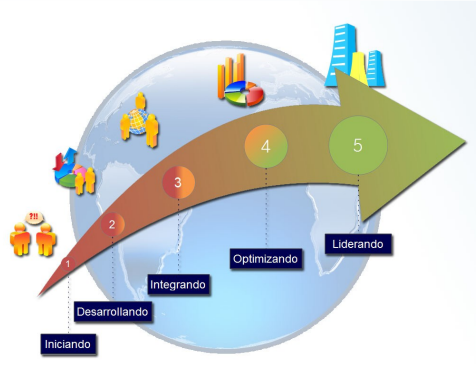 ?!!
1
Iniciando
2
Desarrollando
3
Integrando
4
Optimizando
5
Liderando